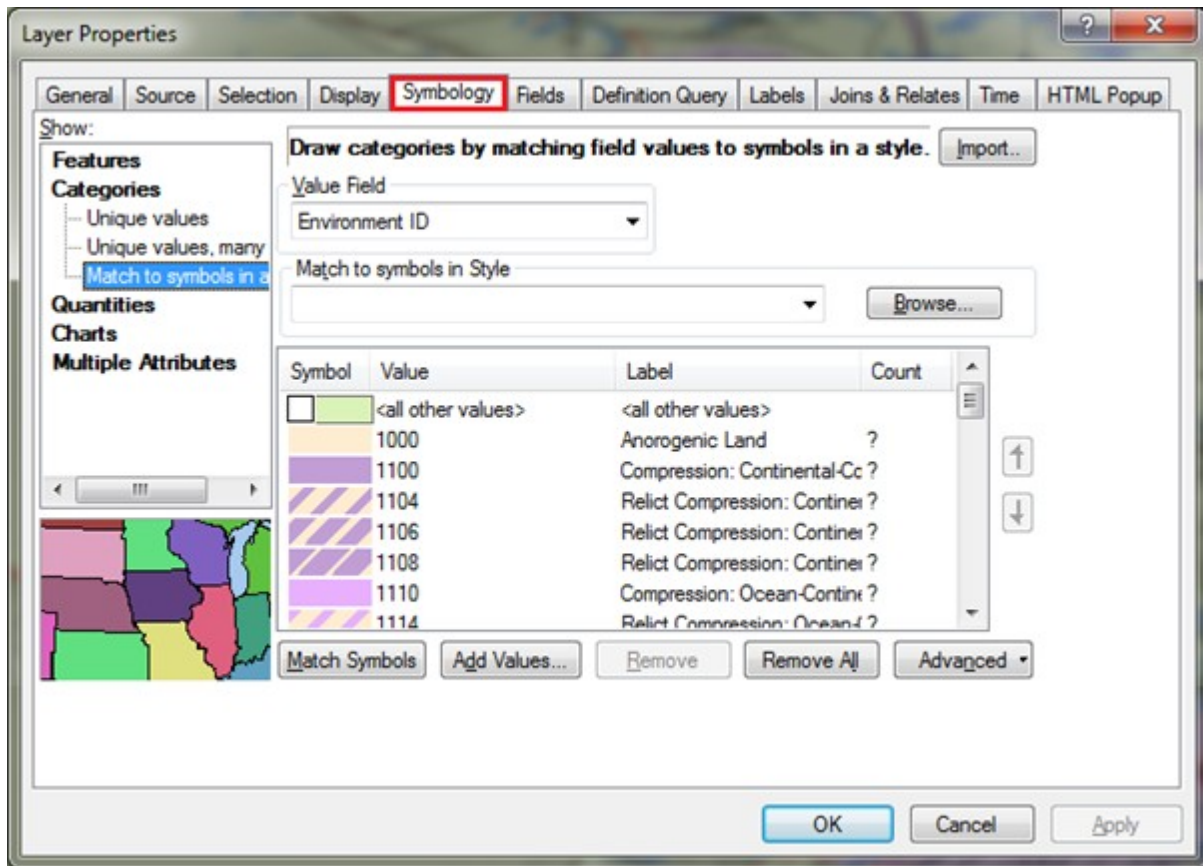 Layer Properties
General Source Selection Display Symbology Fields Definition Query Labels Joins & Relates Time HTML Popup
Show:
Features
Categories
Unique values
Unique values, many
Match to symbols in a
Quantities
Charts
Multiple Attributes
Draw categories by matching field values to symbols in a style.
Import...
Value Field
Environment ID
Match to symbols in Style
Browse...
Symbol Value Label Count
<all other values> <all other values>
1000 Anorogenic Land ?
1100 Compression: Continental-Cc ?
1104 Relict Compression: Continer ?
1106 Relict Compression: Continer ?
1108 Relict Compression: Continer ?
1110 Compression: Ocean-Contine ?
1114 Relict Compression: Ocean-( ?
Match Symbols Add Values... Remove Remove All Advanced
OK Cancel Apply